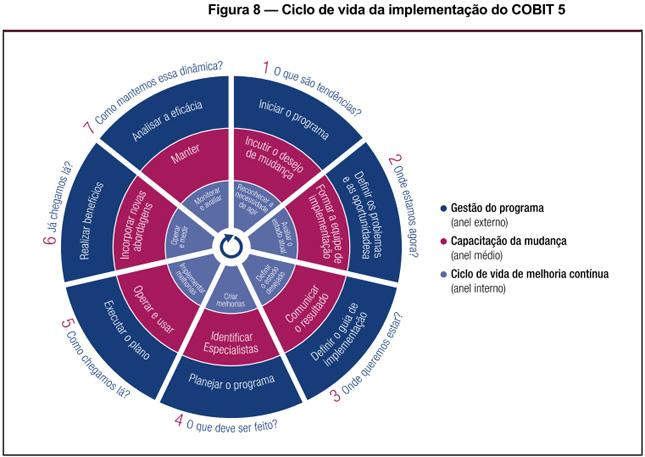 Figura 8 — Ciclo de vida da implementação do COBIT 5
1 O que são tendências?
Iniciar o programa
Incutir o desejo
de mudança
Reconhecer a
necessidade
de agir
2 Onde estamos agora?
Definir os problemas
e as oportunidadesa
Formar a equipe de
implementação
Avaliar o
estado atual
3 Onde queremos estar?
Definir o guia de
implementação
Comunicar
o resultado
Definir
o estado
desejado
4 O que deve ser feito?
Planejar o programa
Identificar
Especialistas
Criar
melhorias
5 Como chegamos lá?
Executar o plano
Operar e usar
Implementar
melhorias
6 Já chegamos lá?
Realizar benefícios
Incorporar novas
abordagens
Operar
e medir
7 Como mantemos essa dinâmica?
Analisar a eficácia
Manter
Monitorar
e avaliar
Gestão do programa
(anel externo)
Capacitação da mudança
(anel médio)
Ciclo de vida de melhoria contínua
(anel interno)